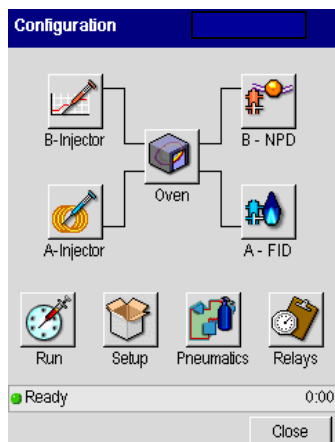 Configuration
B-Injector
B - NPD
Oven
A-Injector
A - FID
Run
Setup
Pneumatics
Relays
Ready
0:00
Close